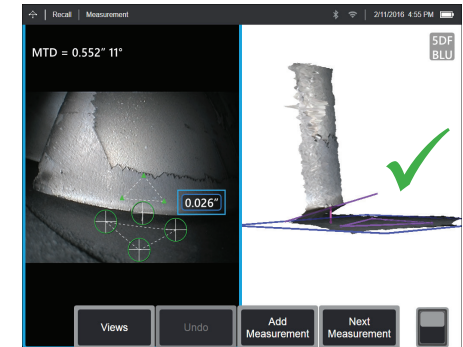 Recall | Measurement
2/11/2016 4:55 PM
MTD = 0.552" 11°
5DF
BLU
0.026"
Views
Undo
Add
Measurement
Next
Measurement